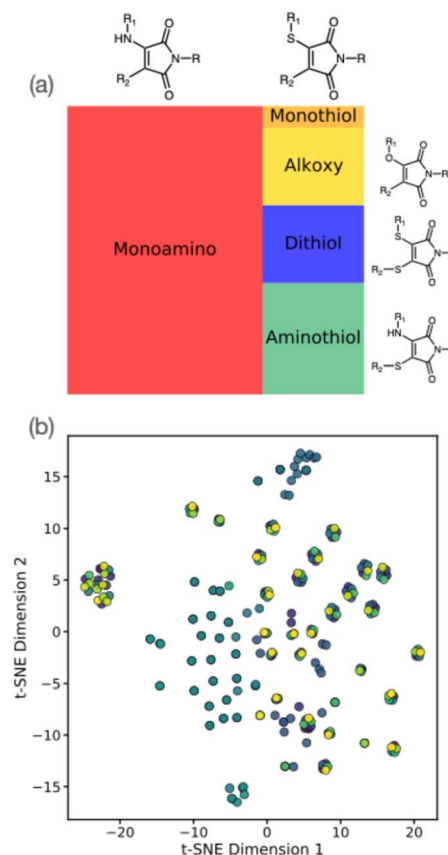 R₁
HN
O
N—R
R₂
O
R₁
S
O
N—R
R₂
O
(a)
Monoamino
Monothiol
Alkoxy
Dithiol
Aminothiol
R₁
O
O
N—R
R₂
O
R₁
S
O
N
R₂—S
O
R₁
HN
O
N
R₂—S
O
(b)
t-SNE Dimension 2
15
10
5
0
−5
−10
−15
−20
−10
0
10
20
t-SNE Dimension 1